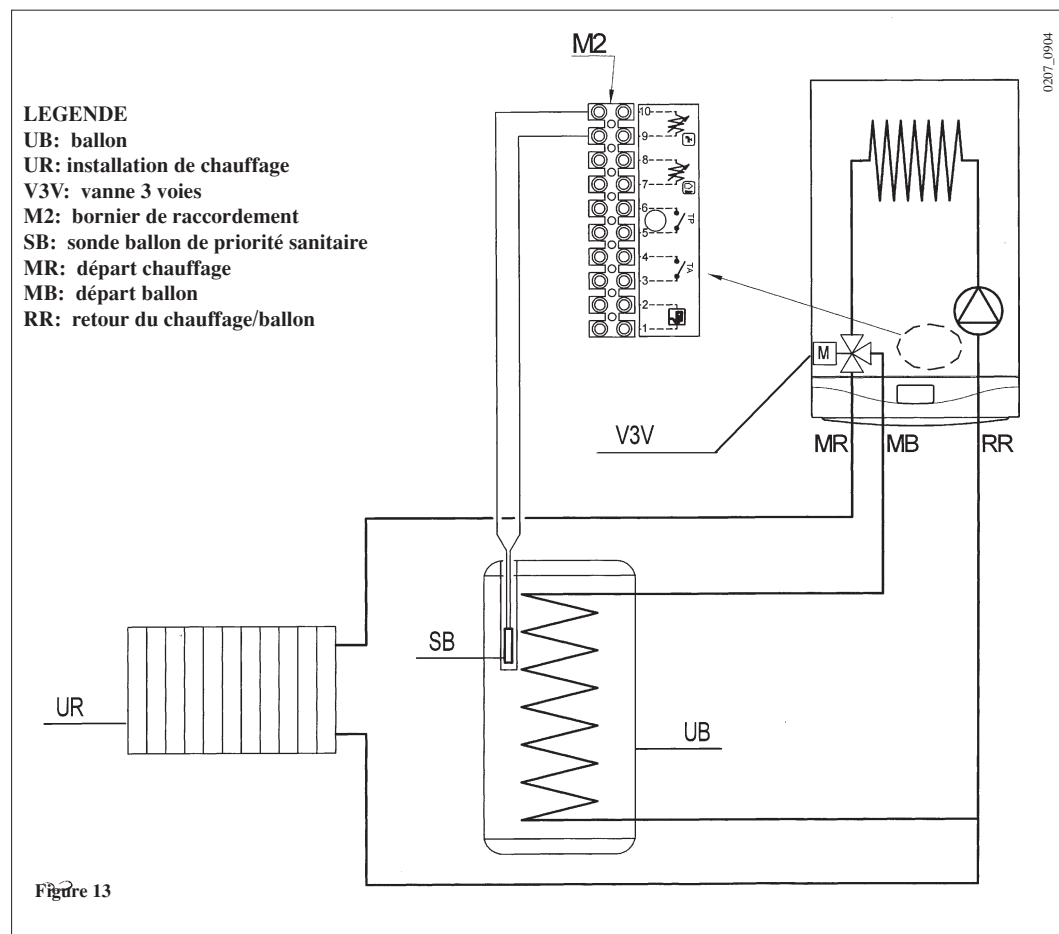 M2
0207_0904
LEGENDE
UB: ballon
UR: installation de chauffage
V3V: vanne 3 voies
M2: bornier de raccordement
SB: sonde ballon de priorité sanitaire
MR: départ chauffage
MB: départ ballon
RR: retour du chauffage/ballon
10
9
8
7
6
5
TP
4
3
TA
2
1
M
V3V
MR MB RR
SB
UR
UB
Figure 13